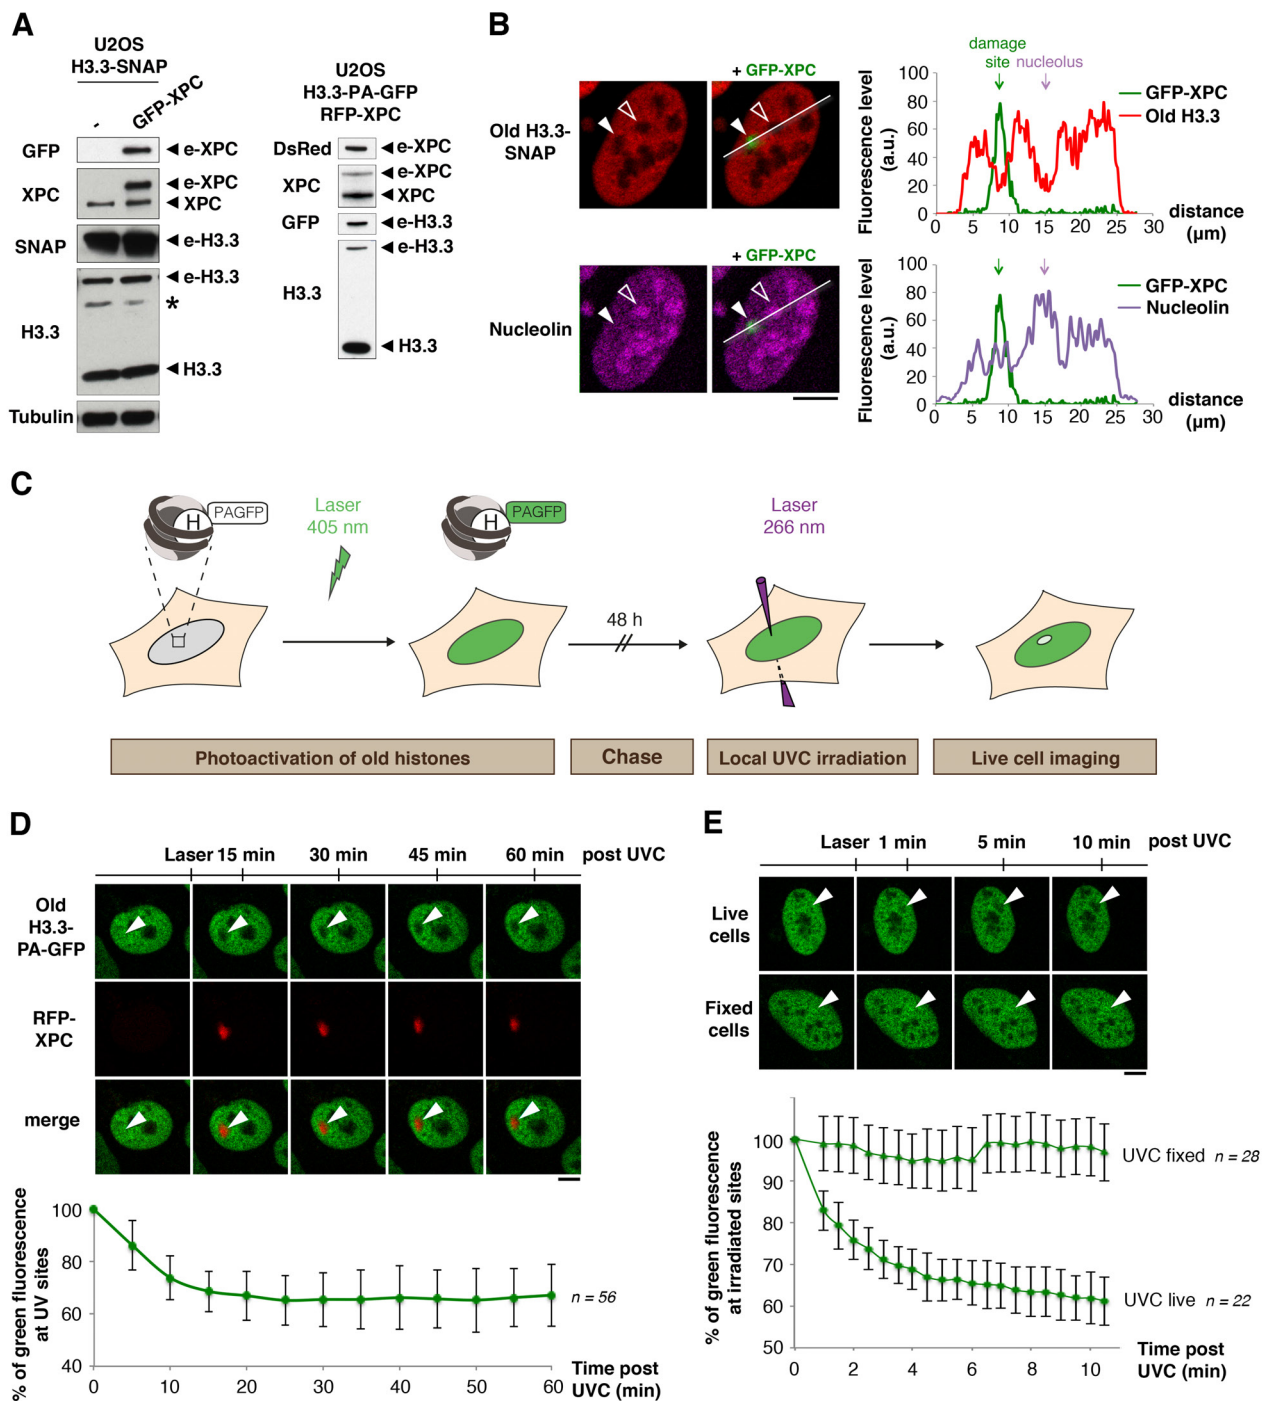 A
U2OS
H3.3-SNAP
-
GFP-XPC
GFP
e-XPC
XPC
e-XPC
XPC
SNAP
e-H3.3
H3.3
e-H3.3
*
H3.3
Tubulin
U2OS
H3.3-PA-GFP
RFP-XPC
DsRed
e-XPC
XPC
e-XPC
XPC
GFP
e-H3.3
H3.3
e-H3.3
H3.3
B
+ GFP-XPC
Old H3.3-
SNAP
+ GFP-XPC
Nucleolin
damage
site
nucleolus
Fluorescence level
(a.u.)
100
80
60
40
20
0
0 5 10 15 20 25 30
distance
(µm)
GFP-XPC
Old H3.3
Fluorescence level
(a.u.)
100
80
60
40
20
0
0 5 10 15 20 25 30
distance
(µm)
GFP-XPC
Nucleolin
C
H
PAGFP
Laser
405 nm
H
PAGFP
48 h
Laser
266 nm
Photoactivation of old histones
Chase
Local UVC irradiation
Live cell imaging
D
Laser 15 min 30 min 45 min 60 min post UVC
Old
H3.3-
PA-GFP
RFP-
XPC
merge
% of green fluorescence
at UV sites
100
80
60
40
0 10 20 30 40 50 60
n = 56
Time post
UVC (min)
E
Laser 1 min 5 min 10 min post UVC
Live
cells
Fixed
cells
% of green fluorescence
at irradiated sites
100
90
80
70
60
50
0 2 4 6 8 10
UVC fixed n = 28
UVC live n = 22
Time post
UVC (min)